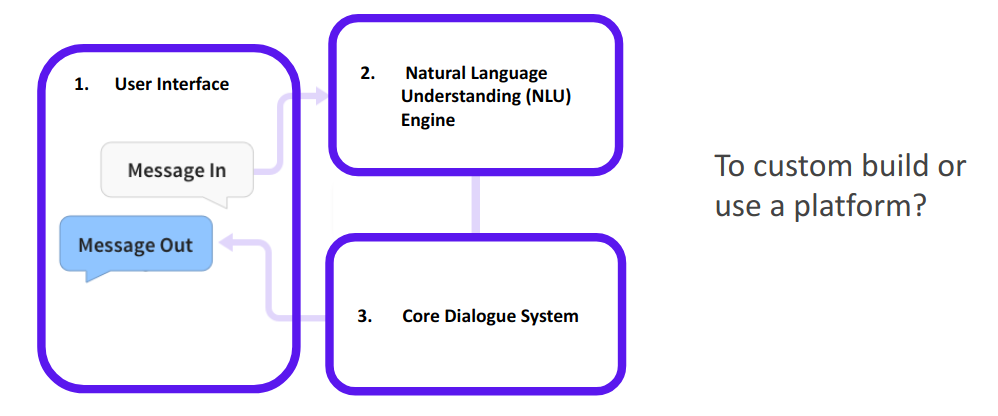 1. User Interface
Message In
Message Out
2. Natural Language
Understanding (NLU)
Engine
3. Core Dialogue System
To custom build or
use a platform?